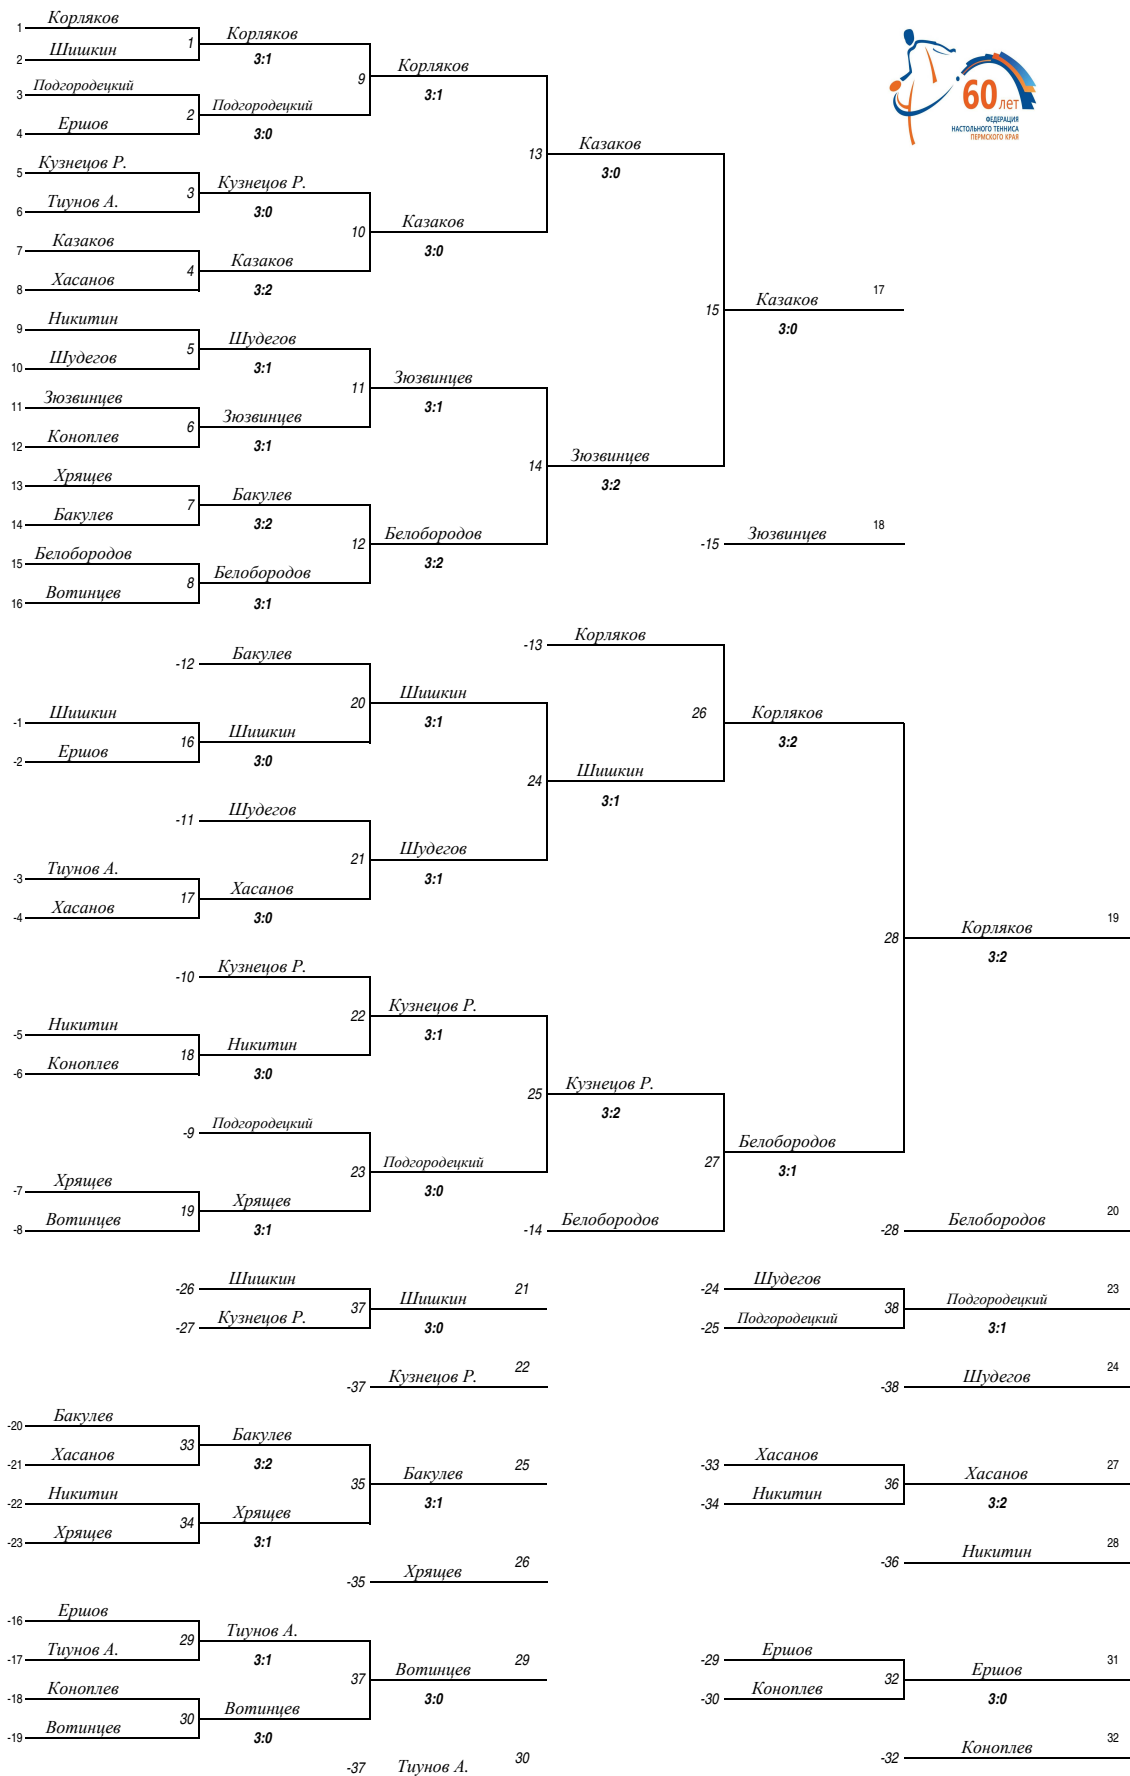 60 лет
ФЕДЕРАЦИЯ
НАСТОЛЬНОГО ТЕННИСА
ПЕРМСКОГО КРАЯ
1 Корляков
2 Шишкин
1 Корляков
3:1
3 Подгородецкий
4 Ершов
2 Подгородецкий
3:0
9 Корляков
3:1
5 Кузнецов Р.
6 Тиунов А.
3 Кузнецов Р.
3:0
7 Казаков
8 Хасанов
4 Казаков
3:2
10 Казаков
3:0
13 Казаков
3:0
9 Никитин
10 Шудегов
5 Шудегов
3:1
11 Зюзвинцев
12 Коноплев
6 Зюзвинцев
3:1
11 Зюзвинцев
3:1
13 Хрящев
14 Бакулев
7 Бакулев
3:2
15 Белобородов
16 Вотинцев
8 Белобородов
3:1
12 Белобородов
3:2
14 Зюзвинцев
3:2
15 Казаков 17
3:0
-15 Зюзвинцев 18
-12 Бакулев
-1 Шишкин
-2 Ершов
16 Шишкин
3:0
20 Шишкин
3:1
-11 Шудегов
-3 Тиунов А.
-4 Хасанов
17 Хасанов
3:0
21 Шудегов
3:1
24 Шишкин
3:1
-13 Корляков
26 Корляков
3:2
-10 Кузнецов Р.
-5 Никитин
-6 Коноплев
18 Никитин
3:0
22 Кузнецов Р.
3:1
-9 Подгородецкий
-7 Хрящев
-8 Вотинцев
19 Хрящев
3:1
23 Подгородецкий
3:0
25 Кузнецов Р.
3:2
-14 Белобородов
27 Белобородов
3:1
28 Корляков 19
3:2
-28 Белобородов 20
-26 Шишкин
-27 Кузнецов Р.
37 Шишкин 21
3:0
-37 Кузнецов Р. 22
-24 Шудегов
-25 Подгородецкий
38 Подгородецкий 23
3:1
-38 Шудегов 24
-20 Бакулев
-21 Хасанов
33 Бакулев
3:2
-22 Никитин
-23 Хрящев
34 Хрящев
3:1
35 Бакулев 25
3:1
-35 Хрящев 26
-33 Хасанов
-34 Никитин
36 Хасанов 27
3:2
-36 Никитин 28
-16 Ершов
-17 Тиунов А.
29 Тиунов А.
3:1
-18 Коноплев
-19 Вотинцев
30 Вотинцев
3:0
37 Вотинцев 29
3:0
-37 Тиунов А. 30
-29 Ершов
-30 Коноплев
32 Ершов 31
3:0
-32 Коноплев 32